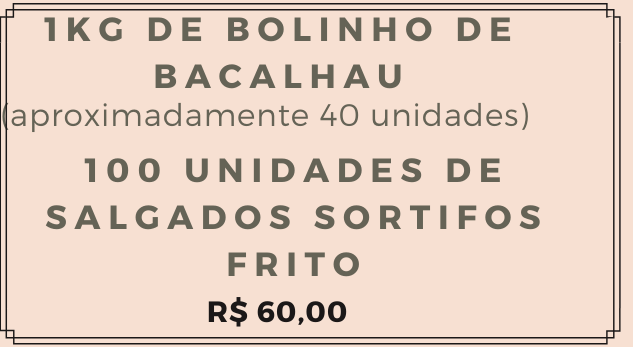 1KG DE BOLINHO DE
BACALHAU
(aproximadamente 40 unidades)
100 UNIDADES DE
SALGADOS SORTIFOS
FRITO
R$ 60,00